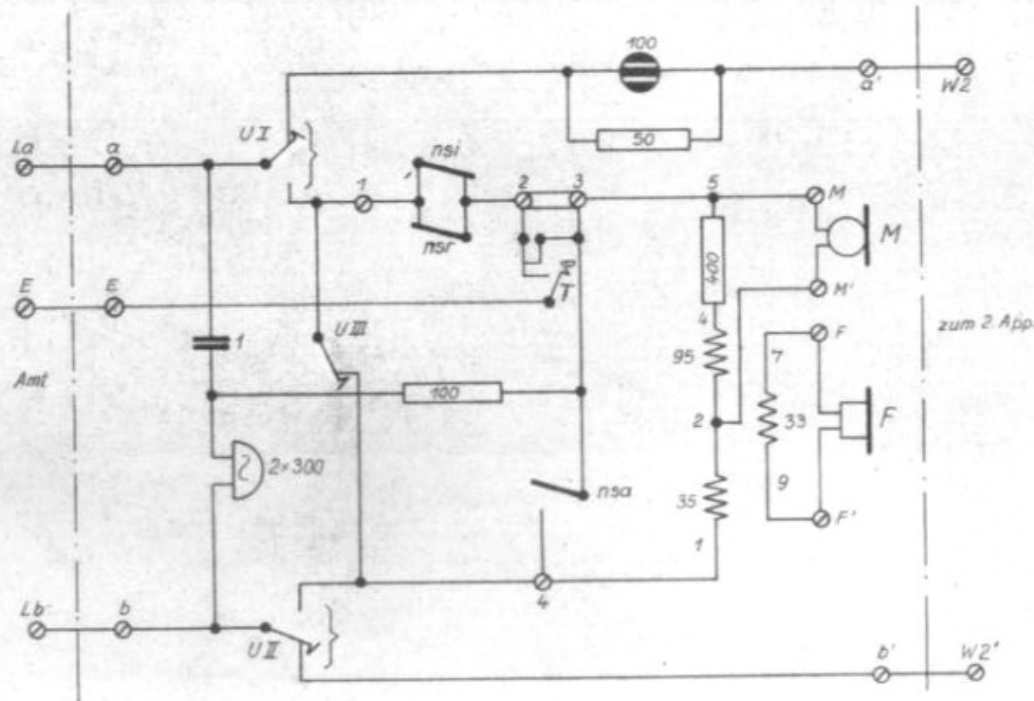 100
a'
W2
50
La
a
U I
nsi
1
2
3
5
M
M
nsr
400
T
E
E
M'
U III
4
zum 2. App.
1
95
F
7
Amt
100
2
33
F
2×300
9
nsa
35
F'
1
4
Lb
b
U II
b'
W2'